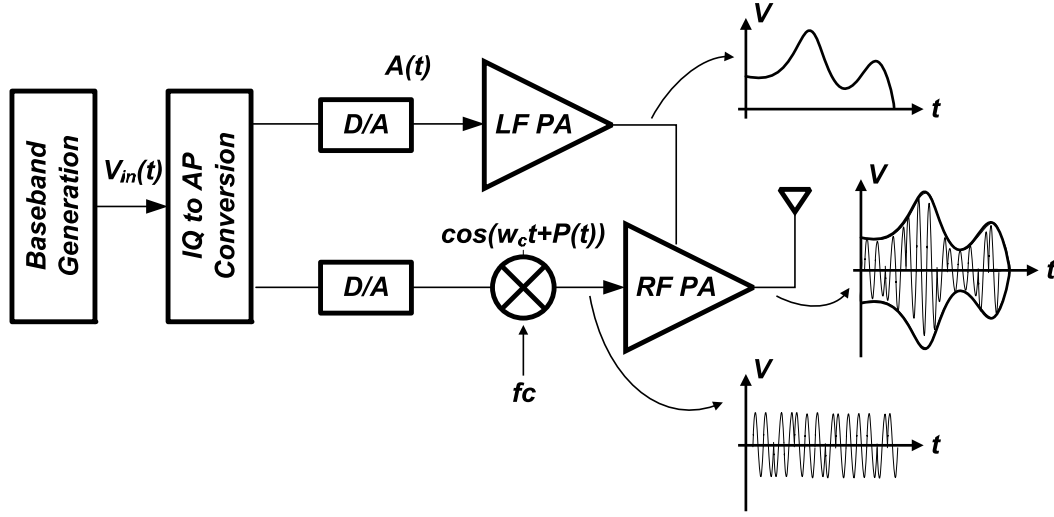 V
A(t)
D/A
LF PA
t
Baseband
Generation
V_in(t)
IQ to AP
Conversion
V
cos(w_ct+P(t))
D/A
RF PA
t
fc
V
t